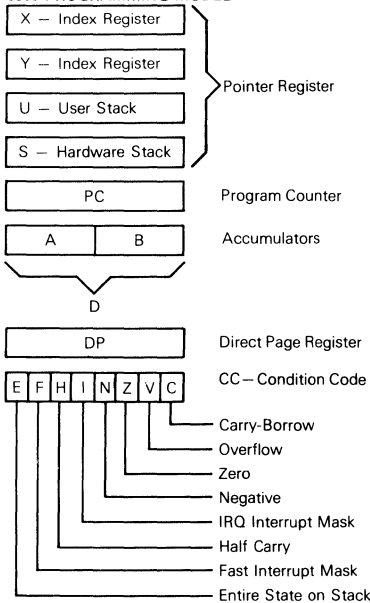 X – Index Register
Y – Index Register
U – User Stack
S – Hardware Stack
Pointer Register
PC
Program Counter
A B
Accumulators
D
DP
Direct Page Register
E F H I N Z V C
CC – Condition Code
Carry-Borrow
Overflow
Zero
Negative
IRQ Interrupt Mask
Half Carry
Fast Interrupt Mask
Entire State on Stack